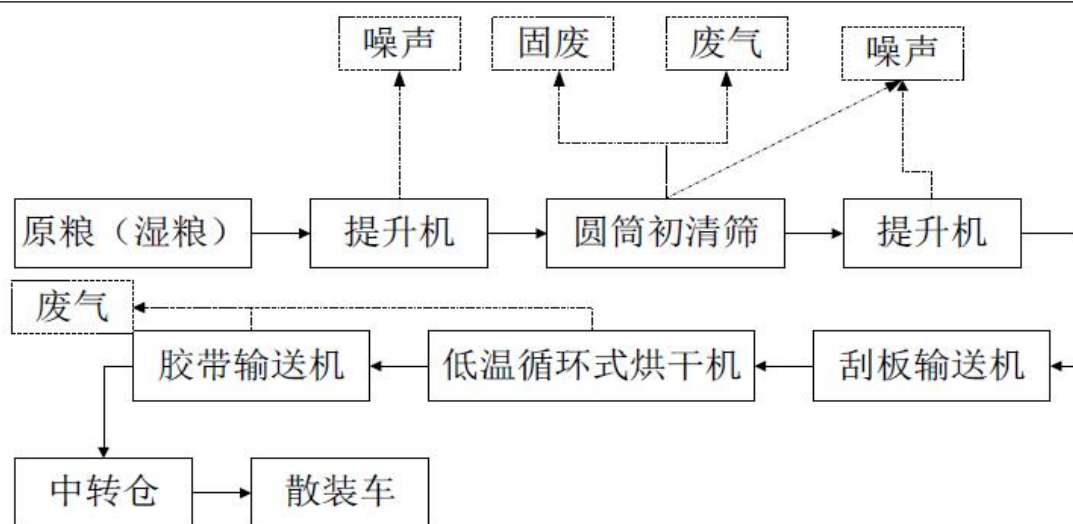 噪声
固废
废气
噪声
原粮（湿粮）
提升机
圆筒初清筛
提升机
废气
胶带输送机
低温循环式烘干机
刮板输送机
中转仓
散装车